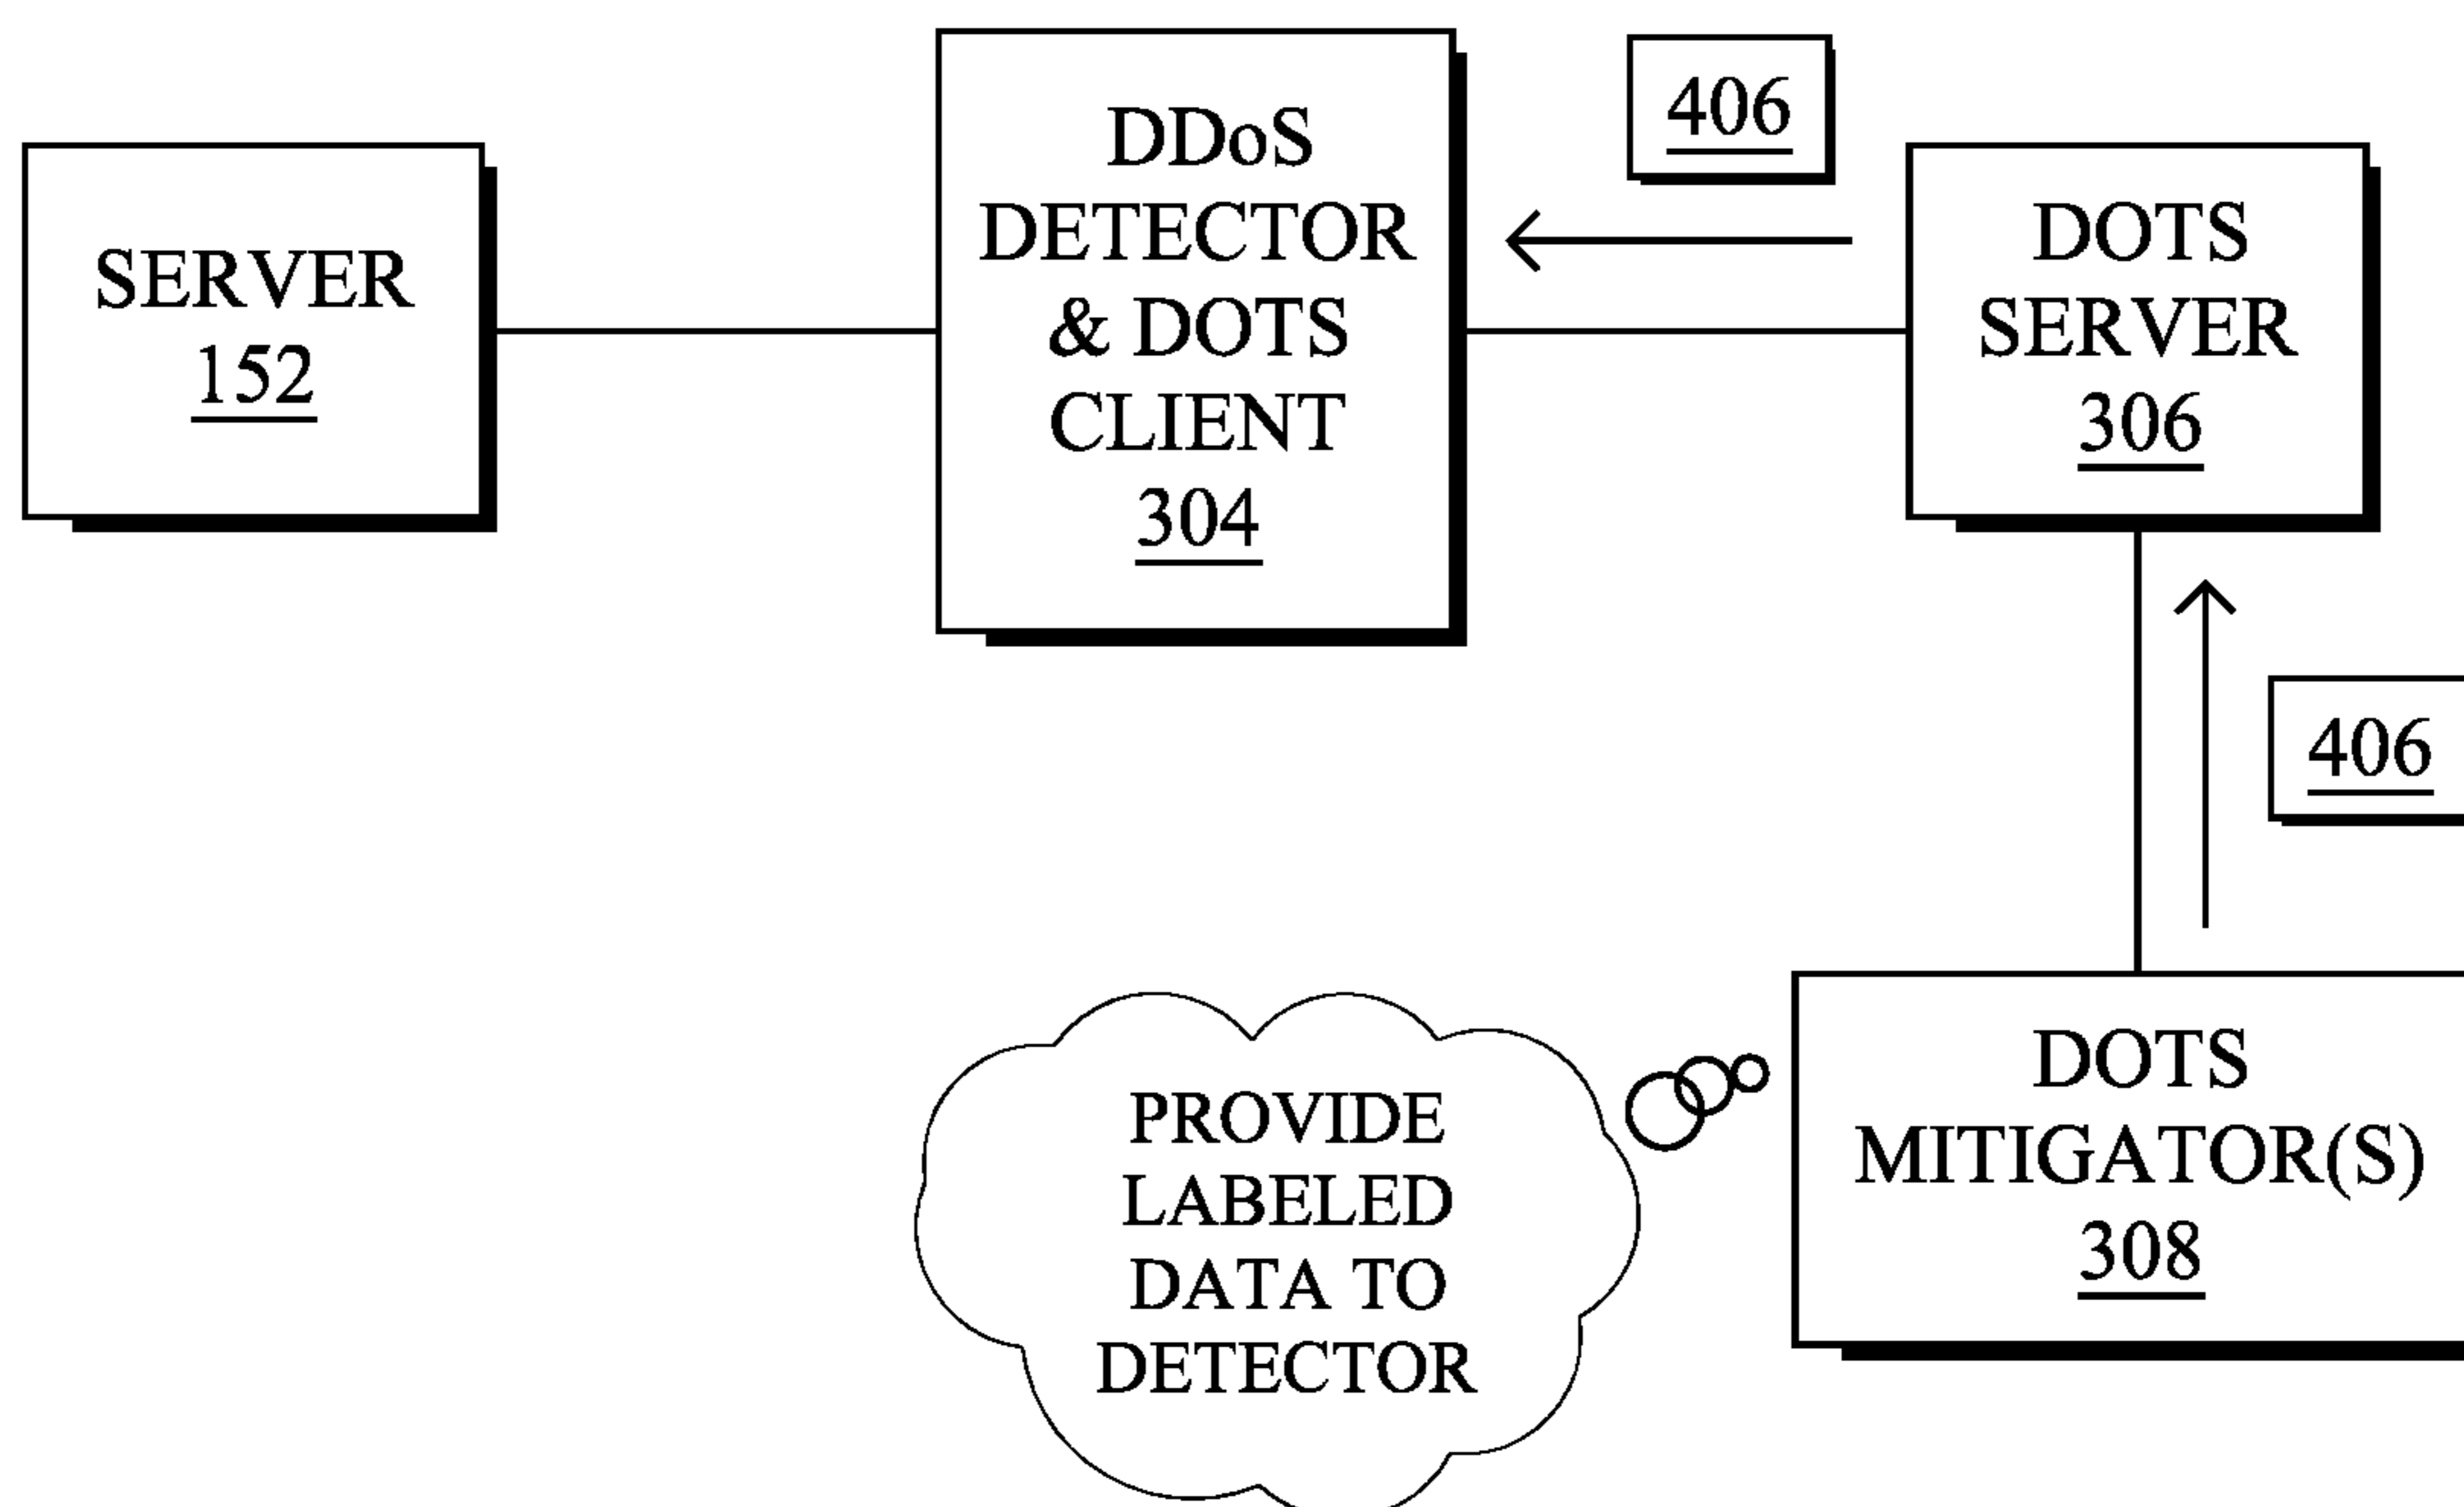 SERVER
152
DDoS
DETECTOR
& DOTS
CLIENT
304
406
DOTS
SERVER
306
406
PROVIDE
LABELED
DATA TO
DETECTOR
DOTS
MITIGATOR(S)
308